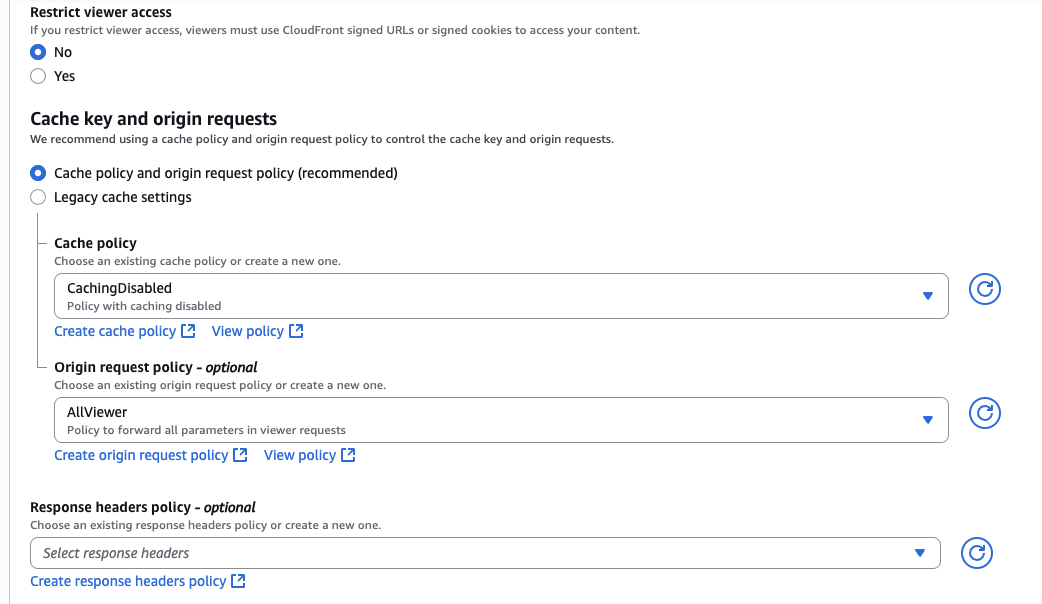 Restrict viewer access
If you restrict viewer access, viewers must use CloudFront signed URLs or signed cookies to access your content.
No
Yes
Cache key and origin requests
We recommend using a cache policy and origin request policy to control the cache key and origin requests.
Cache policy and origin request policy (recommended)
Legacy cache settings
Cache policy
Choose an existing cache policy or create a new one.
CachingDisabled
Policy with caching disabled
Create cache policy View policy
Origin request policy - optional
Choose an existing origin request policy or create a new one.
AllViewer
Policy to forward all parameters in viewer requests
Create origin request policy View policy
Response headers policy - optional
Choose an existing response headers policy or create a new one.
Select response headers
Create response headers policy